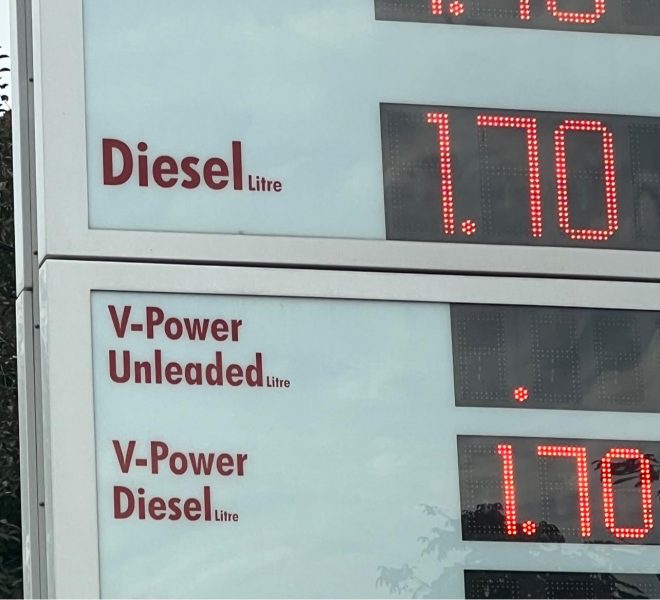 Diesel Litre 1.70
V-Power
Unleaded Litre .
V-Power
Diesel Litre 1.70